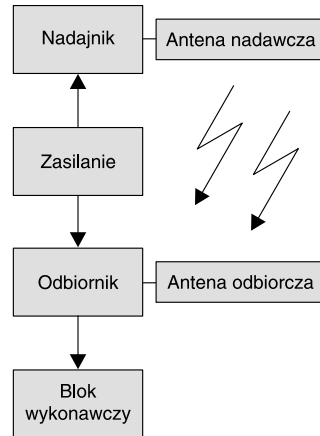 Nadajnik
Antena nadawcza
Zasilanie
Odbiornik
Antena odbiorcza
Blok
wykonawczy